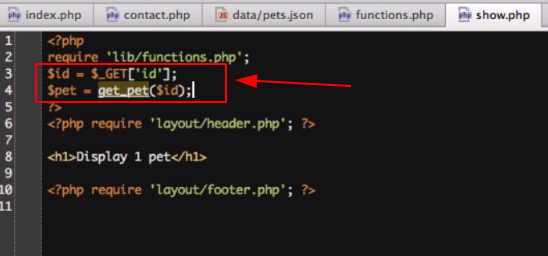 index.php contact.php data/pets.json functions.php show.php
1 <?php
2 require 'lib/functions.php';
3 $id = $_GET['id'];
4 $pet = get_pet($id);
5 ?>
6 <?php require 'layout/header.php'; ?>
7
8 <h1>Display 1 pet</h1>
9
10 <?php require 'layout/footer.php'; ?>
11